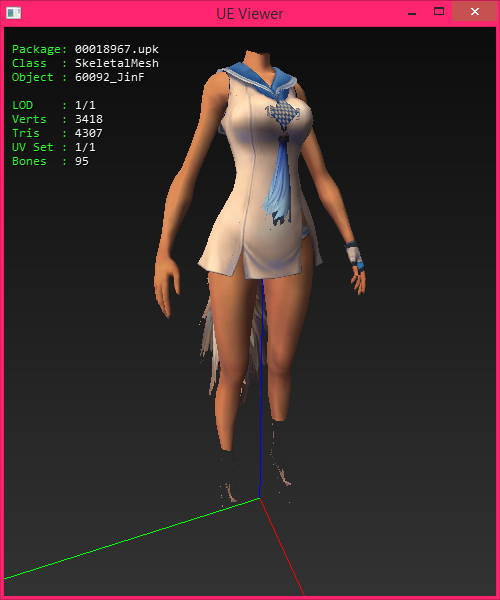 UE Viewer
Package: 00018967.upk
Class  : SkeletalMesh
Object : 60092_JinF
LOD    : 1/1
Verts  : 3418
Tris   : 4307
UV Set : 1/1
Bones  : 95